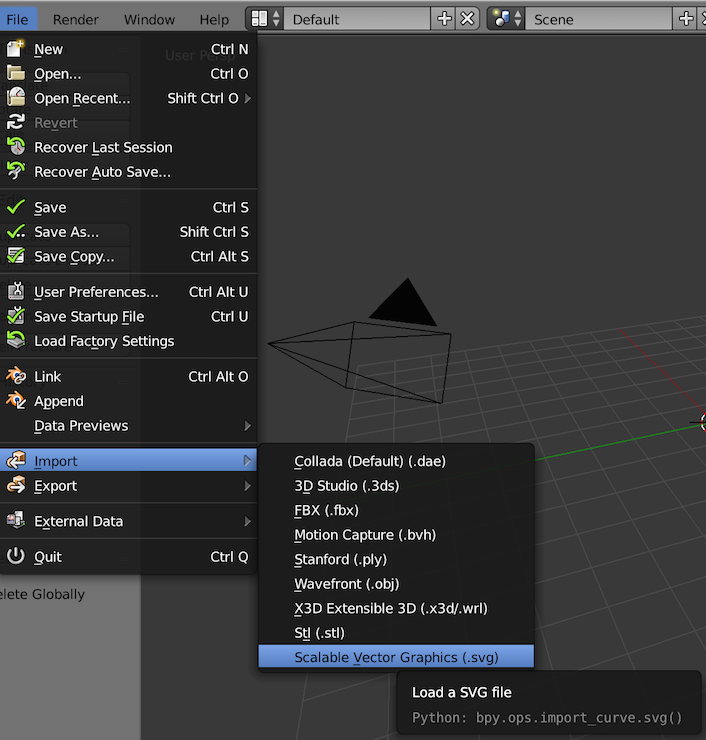 File Render Window Help Default Scene
User Persp
New Ctrl N
Open... Ctrl O
Open Recent... Shift Ctrl O
Revert
Recover Last Session
Recover Auto Save...
Save Ctrl S
Save As... Shift Ctrl S
Save Copy... Ctrl Alt S
User Preferences... Ctrl Alt U
Save Startup File Ctrl U
Load Factory Settings
Link Ctrl Alt O
Append
Data Previews
Import
Export
External Data
Quit Ctrl Q
Collada (Default) (.dae)
3D Studio (.3ds)
FBX (.fbx)
Motion Capture (.bvh)
Stanford (.ply)
Wavefront (.obj)
X3D Extensible 3D (.x3d/.wrl)
Stl (.stl)
Scalable Vector Graphics (.svg)
elete Globally
Load a SVG file
Python: bpy.ops.import_curve.svg()